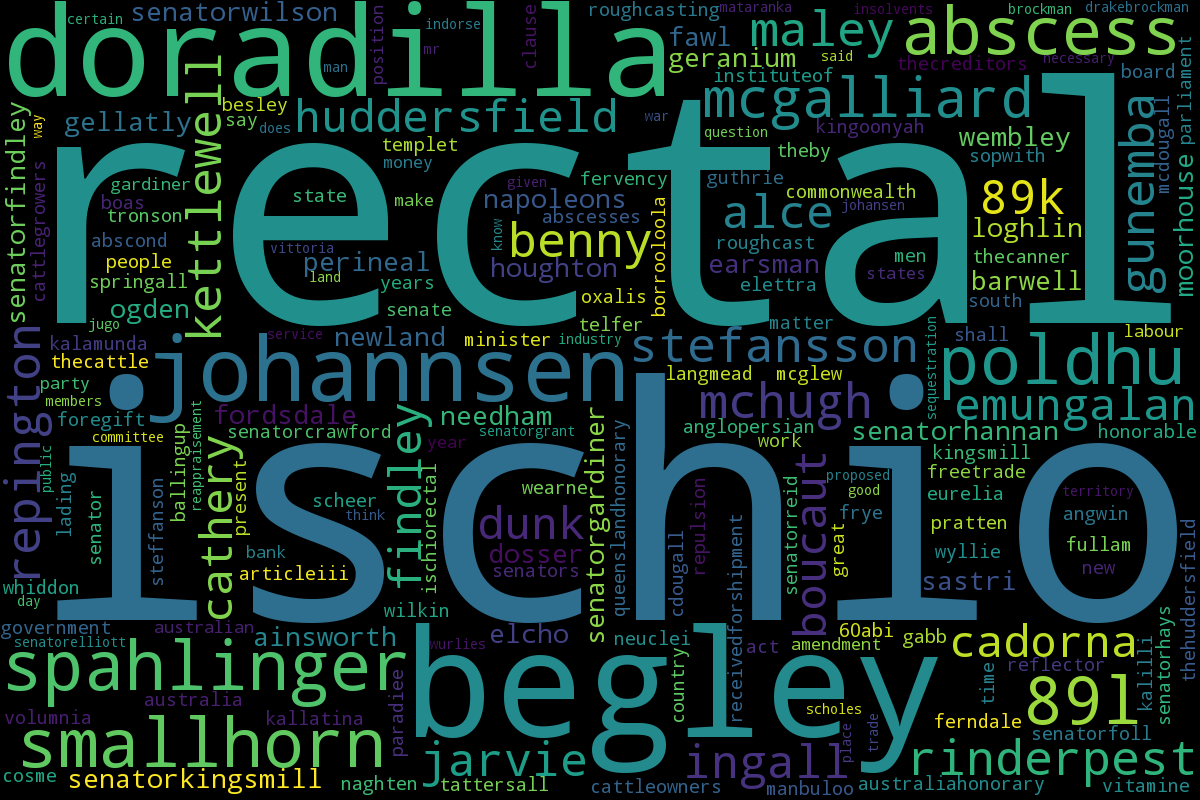 certain
senatorwilson
indorse
roughcasting
mataranka
insolvents
brockman
drakebrockman
doradilla
mr
man
position
clause
fawl
maley
abscess
geranium
said
thecreditors
necessary
instituteof
board
parliament
kettlewell
besley
say
does
huddersfield
war
mcgalliard
question
kingoonyah
wembley
gunemba
mcdougall
moorhouse
senatorfindley
way
gellatly
templet
money
theby
sopwith
rectal
cattlegrowers
gardiner
boas
tronson
state
make
given
fervency
napoleons
abscesses
guthrie
commonwealth
johansen
89k
loghlin
abscond
people
springall
ogden
vittoria
perineal
land
years
know
benny
houghton
borrooloola
alce
roughcast
earsman
elettra
men
states
thecanner
barwell
south
senate
oxalis
telfer
jugo
service
newland
minister
industry
matter
shall
labour
kalamunda
thecattle
johannsen
stefansson
sequestration
poldhu
repington
party
members
foregift
committee
reappraisement
fordsdale
senatorcrawford
needham
senatorgrant
langmead
mcglew
mchugh
anglopersian
work
emungalan
senatorhannan
honorable
public
lading
senator
steffanson
ballingup
cathery
present
findley
year
ischiorectal
scheer
think
wearne
dunk
dosser
senators
senatorgardiner
queenslandhonorary
cdougall
repulsion
receivedforshipment
senatorreid
boucaut
great
proposed
good
frye
kingsmill
freetrade
eurelia
pratten
wyllie
territory
angwin
fullam
new
sastri
ischio
bank
articleiii
whiddon
day
wilkin
government
senatorelliott
australian
ainsworth
wurlies
elcho
neuclei
country
act
60abi
amendment
gabb
cadorna
reflector
time
kalilli
senatorhays
thehuddersfield
spahlinger
begley
australia
volumnia
kallatina
paradiee
scholes
place
trade
ferndale
89l
senatorfoll
smallhorn
jarvie
ingall
rinderpest
cosme
senatorkingsmill
naghten
tattersall
cattleowners
manbuloo
australiahonorary
vitamine